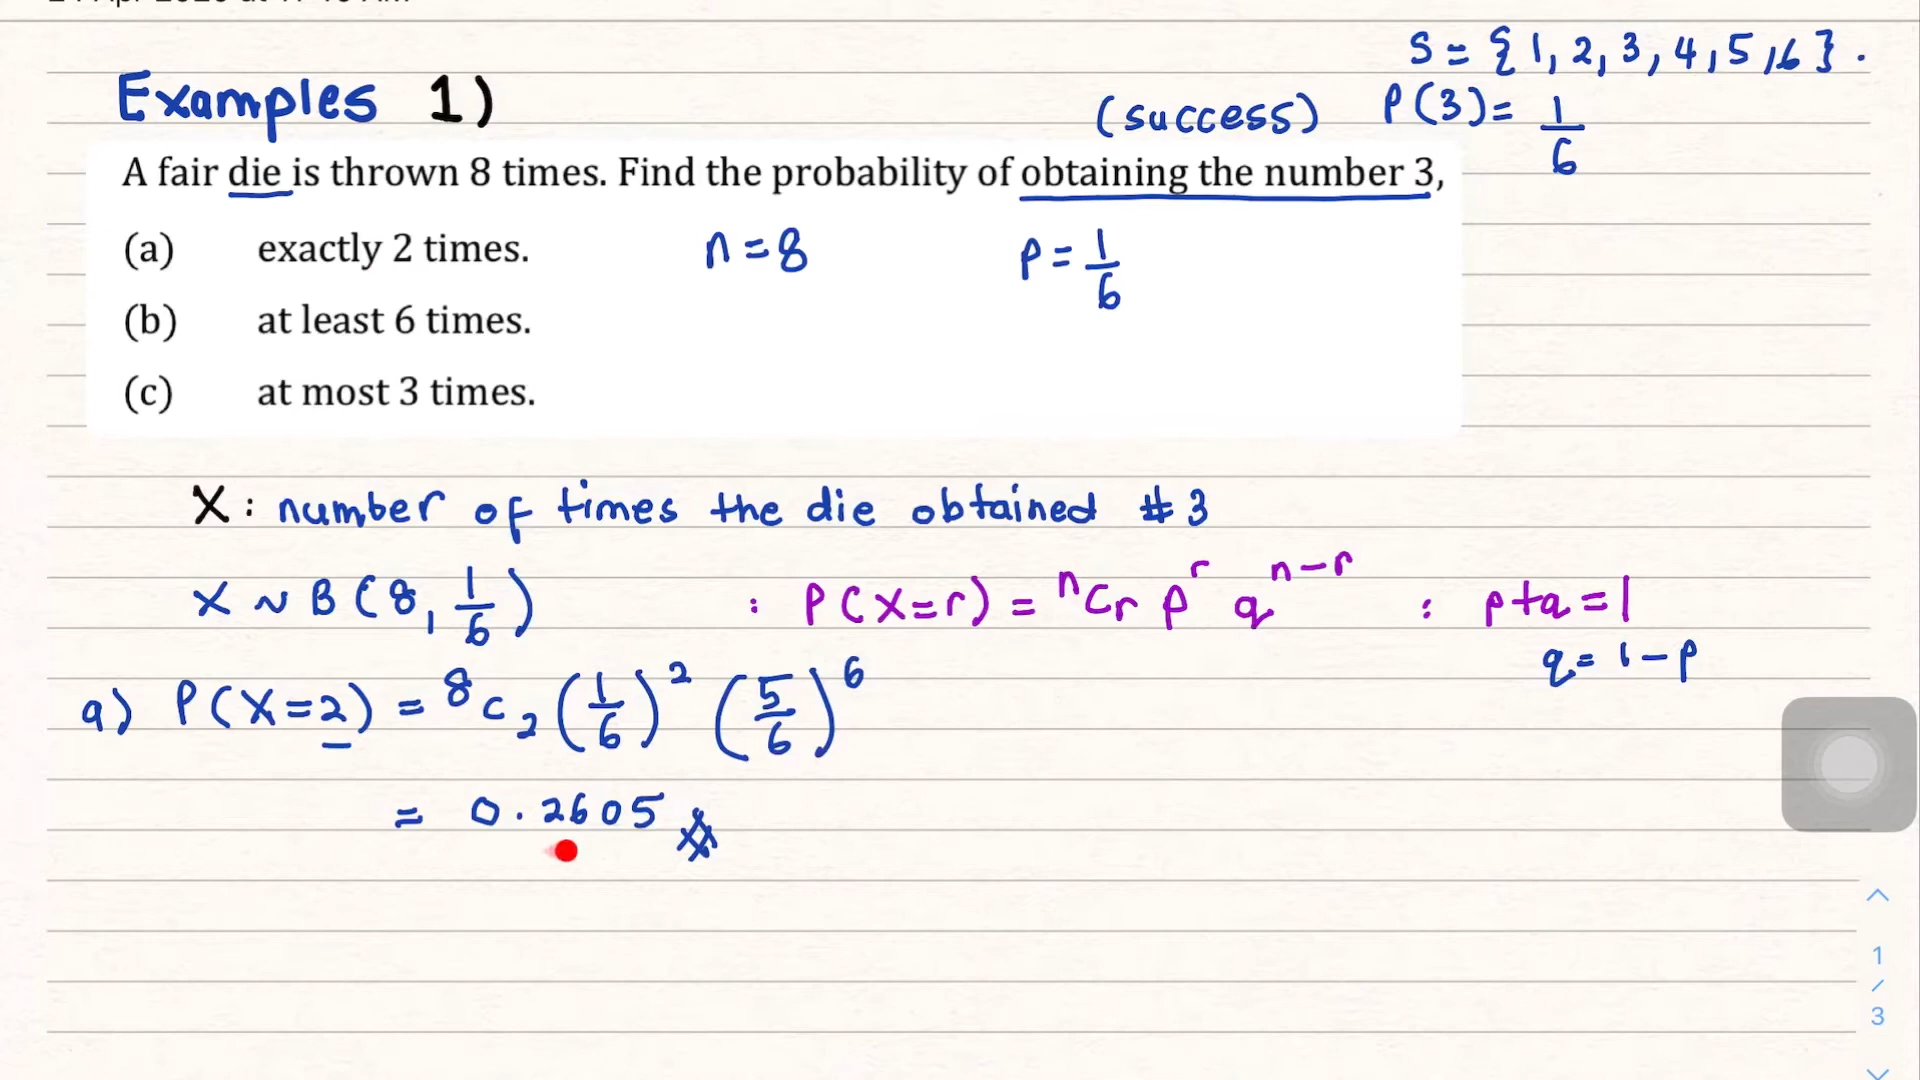 Examples 1)
S = { 1, 2, 3, 4, 5, 6 }.
(success) P(3) = 1/6
A fair die is thrown 8 times. Find the probability of obtaining the number 3,
(a) exactly 2 times. n = 8 p = 1/6
(b) at least 6 times.
(c) at most 3 times.
X : number of times the die obtained # 3
X ~ B(8, 1/6) : P(X=r) = ⁿCr pʳ qⁿ⁻ʳ : p+q=1
q = 1 - p
a) P(X=2) = ⁸C₂ (1/6)² (5/6)⁶
= 0.2605
1
/
3